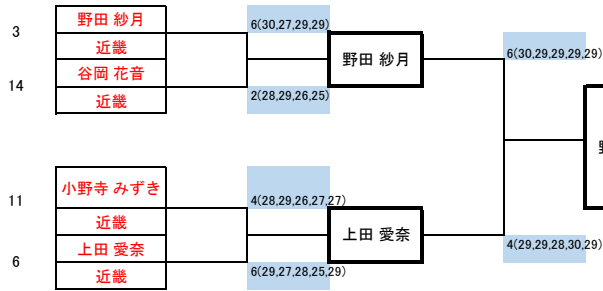 3
野田 紗月
近畿
6(30,27,29,29)
14
谷岡 花音
近畿
2(28,29,26,25)
野田 紗月
6(30,29,29,29,29)
11
小野寺 みずき
近畿
4(28,29,26,27,27)
6
上田 愛奈
近畿
6(29,27,28,25,29)
上田 愛奈
4(29,29,28,30,29)